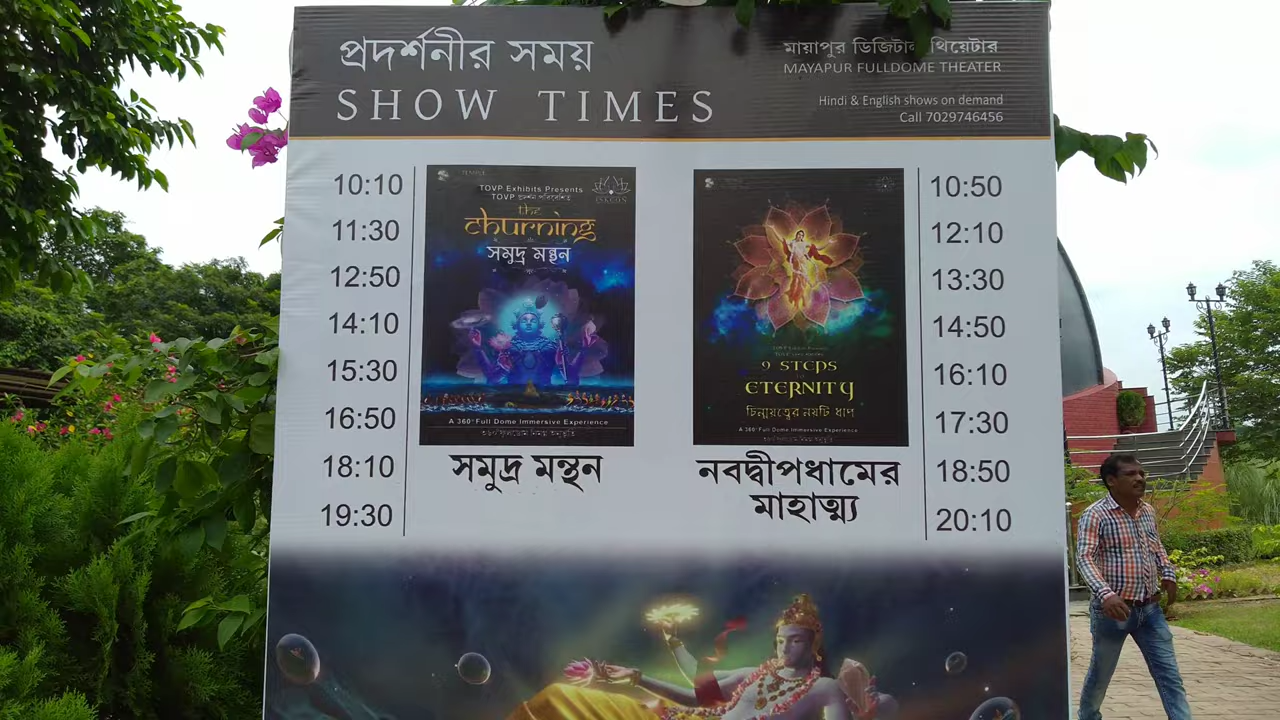 প্রদর্শনীর সময়
SHOW TIMES
মায়াপুর ডিজিটাল থিয়েটার
MAYAPUR FULLDOME THEATER
Hindi & English shows on demand
Call 7029746456
10:10
11:30
12:50
14:10
15:30
16:50
18:10
19:30
TOVP Exhibits Presents
TOVP
the
churning
সমুদ্র মন্থন
A 360° Full Dome Immersive Experience
সমুদ্র মন্থন
9 STEPS
ETERNITY
চিন্ময়ত্বের নয়টি ধাপ
A 360° Full Dome Immersive Experience
নবদ্বীপধামের
মাহাত্ম্য
10:50
12:10
13:30
14:50
16:10
17:30
18:50
20:10